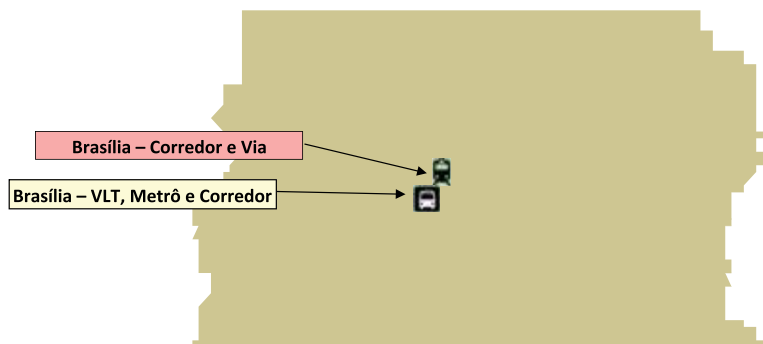 Brasília – Corredor e Via
Brasília – VLT, Metrô e Corredor